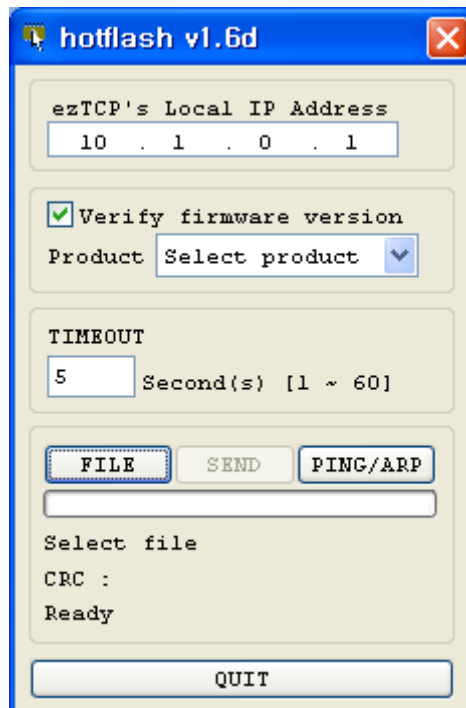 hotflash v1.6d
ezTCP's Local IP Address
10 . 1 . 0 . 1
Verify firmware version
Product Select product
TIMEOUT
5 Second(s) [1 ~ 60]
FILE SEND PING/ARP
Select file
CRC :
Ready
QUIT